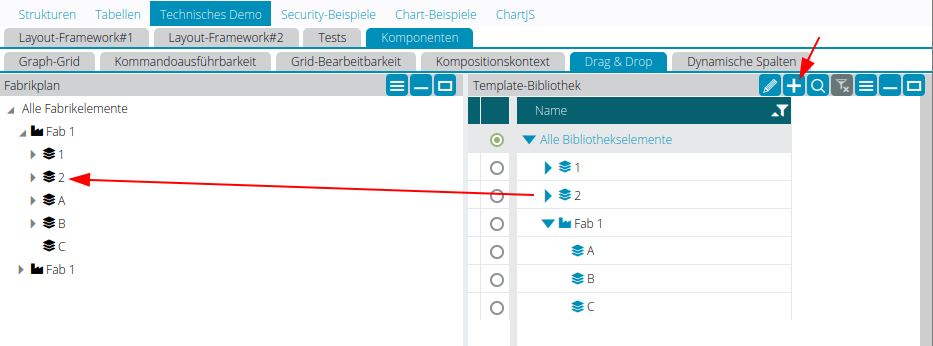 Strukturen Tabellen Technisches Demo Security-Beispiele Chart-Beispiele ChartJS
Layout-Framework#1 Layout-Framework#2 Tests Komponenten
Graph-Grid Kommandoausführbarkeit Grid-Bearbeitbarkeit Kompositionskontext Drag & Drop Dynamische Spalten
Fabrikplan
Alle Fabrikelemente
Fab 1
1
2
A
B
C
Fab 1
Template-Bibliothek
Name
Alle Bibliothekselemente
1
2
Fab 1
A
B
C